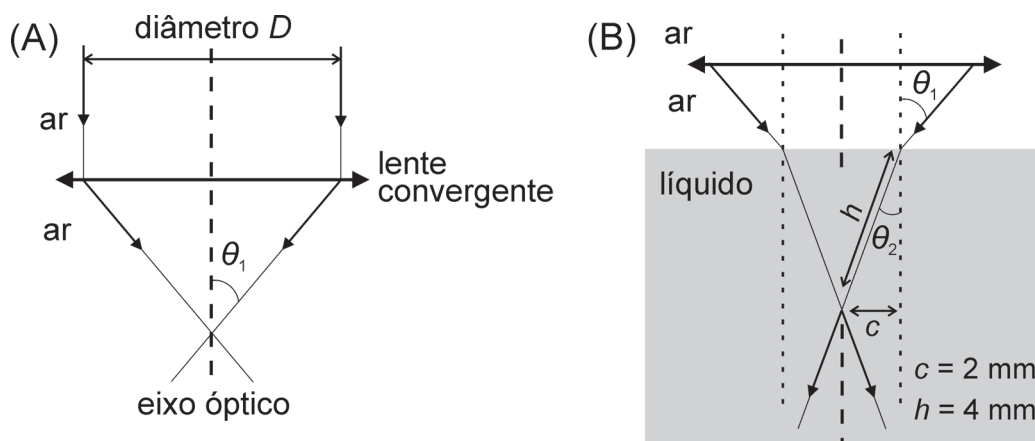 (A)
diâmetro D
ar
lente
convergente
ar
θ1
eixo óptico
(B)
ar
ar
θ1
líquido
h
θ2
c
c = 2 mm
h = 4 mm